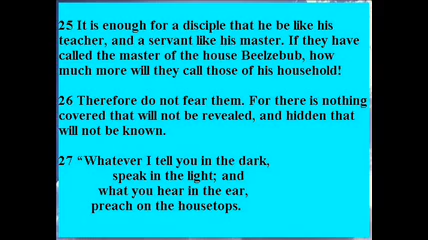 25 It is enough for a disciple that he be like his
teacher, and a servant like his master. If they have
called the master of the house Beelzebub, how
much more will they call those of his household!
26 Therefore do not fear them. For there is nothing
covered that will not be revealed, and hidden that
will not be known.
27 “Whatever I tell you in the dark,
speak in the light; and
what you hear in the ear,
preach on the housetops.